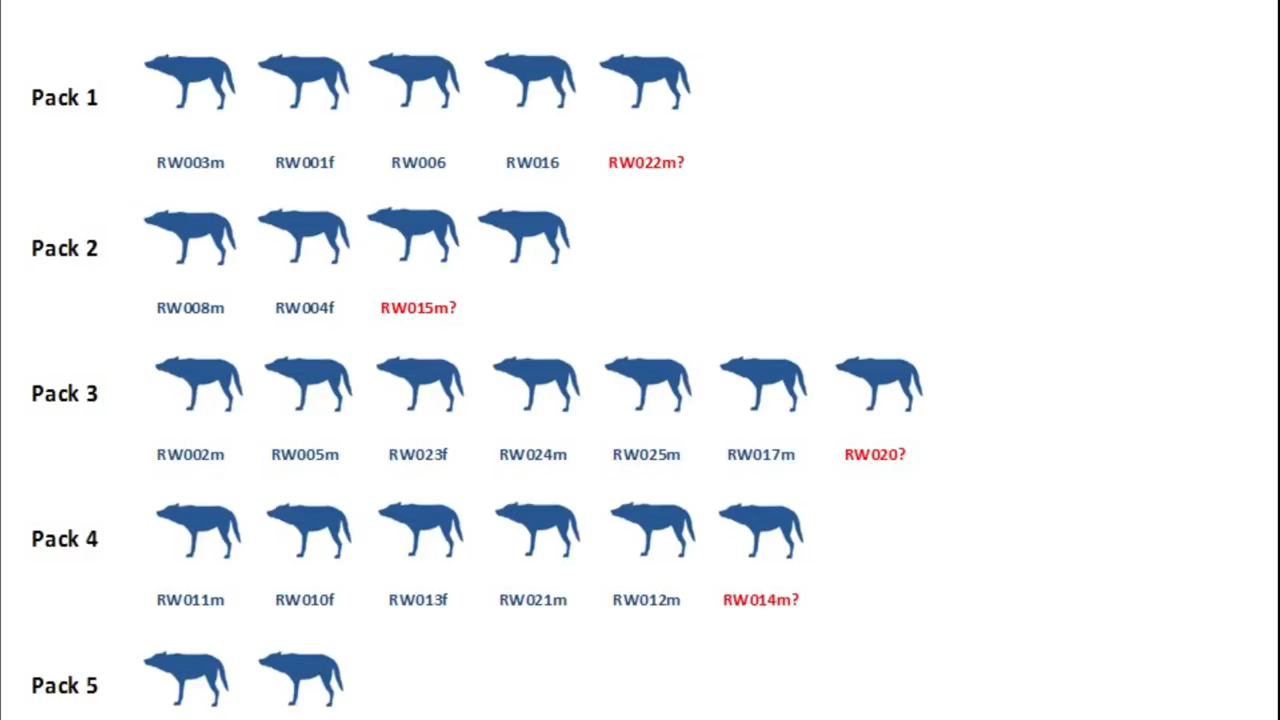 Pack 1
RW003m RW001f RW006 RW016 RW022m?
Pack 2
RW008m RW004f RW015m?
Pack 3
RW002m RW005m RW023f RW024m RW025m RW017m RW020?
Pack 4
RW011m RW010f RW013f RW021m RW012m RW014m?
Pack 5